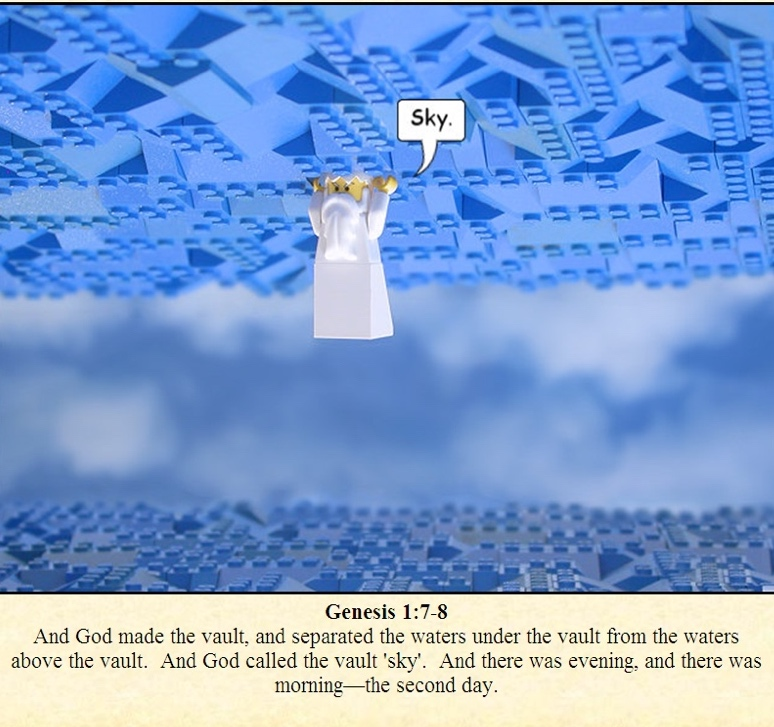 Sky.
Genesis 1:7-8
And God made the vault, and separated the waters under the vault from the waters
above the vault.  And God called the vault 'sky'.  And there was evening, and there was
morning—the second day.